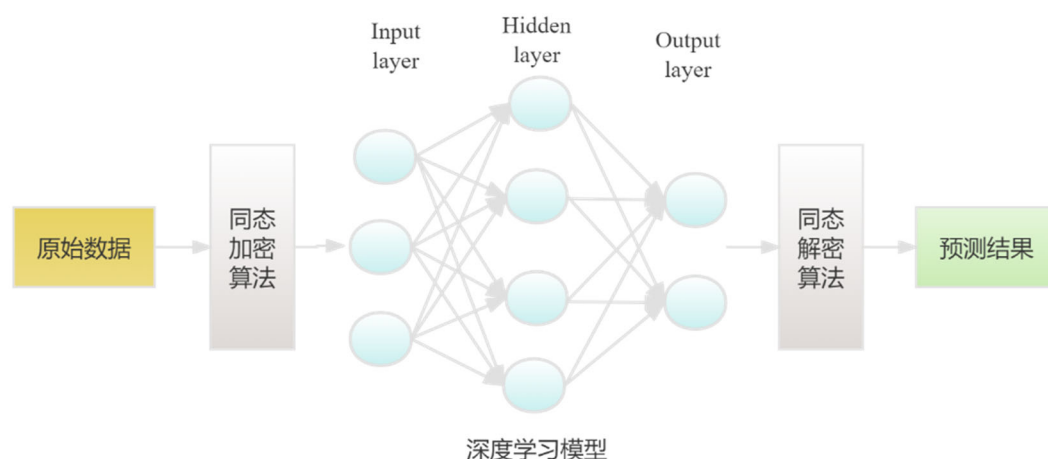 Input
layer
Hidden
layer
Output
layer
原始数据
同态
加密
算法
同态
解密
算法
预测结果
深度学习模型